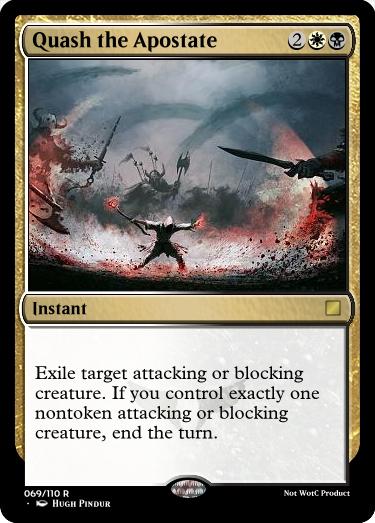 Quash the Apostate 2
Instant
Exile target attacking or blocking
creature. If you control exactly one
nontoken attacking or blocking
creature, end the turn.
069/110 R
Not WotC Product
· Hugh Pindur